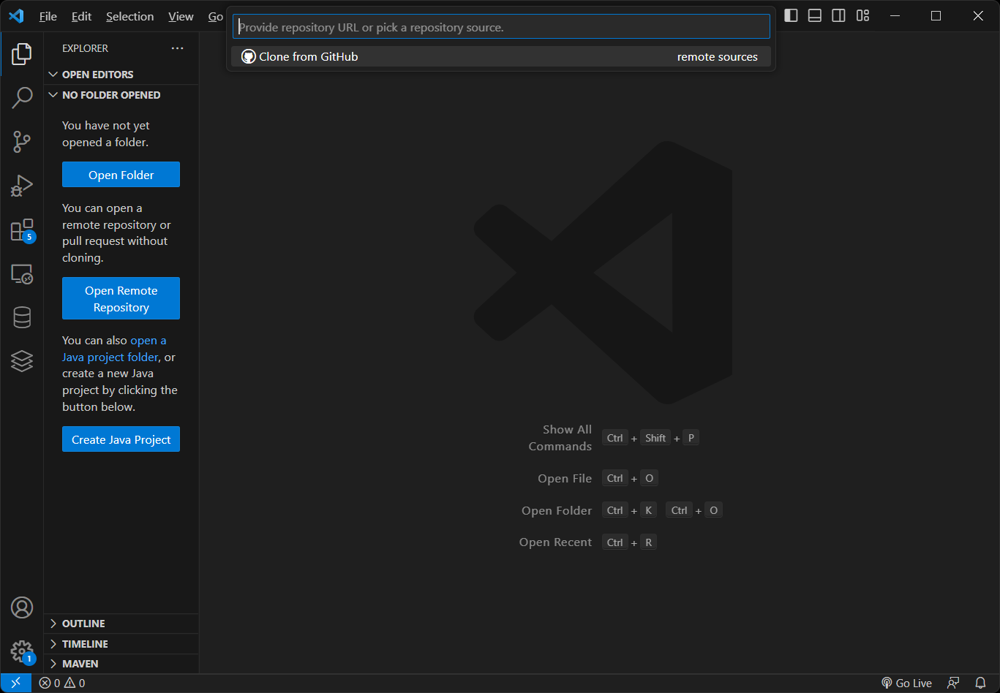 File Edit Selection View Go
Provide repository URL or pick a repository source.
Clone from GitHub remote sources
EXPLORER
OPEN EDITORS
NO FOLDER OPENED
You have not yet
opened a folder.
Open Folder
You can open a
remote repository or
pull request without
cloning.
Open Remote
Repository
You can also open a
Java project folder, or
create a new Java
project by clicking the
button below.
Create Java Project
5
Show All
Commands
Ctrl + Shift + P
Open File Ctrl + O
Open Folder Ctrl + K Ctrl + O
Open Recent Ctrl + R
OUTLINE
TIMELINE
MAVEN
1
0 0
Go Live